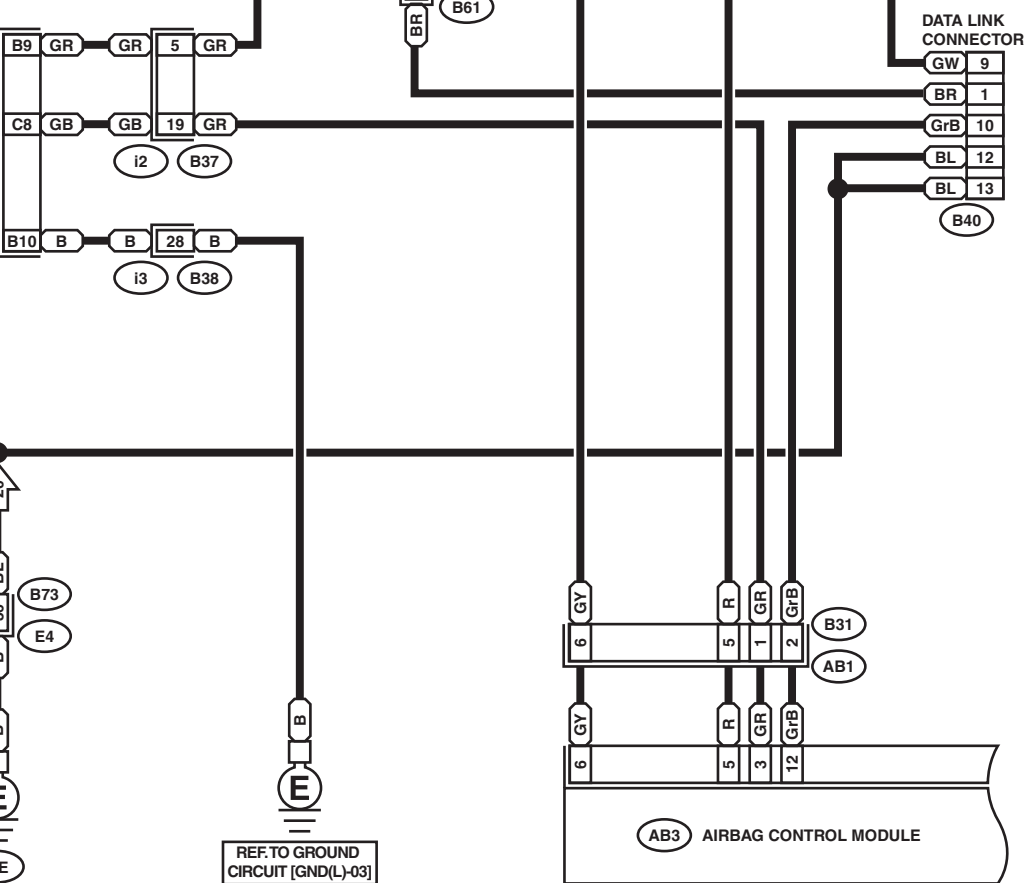 B61
BR
DATA LINK
CONNECTOR
B9 GR GR 5 GR
GW 9
BR 1
C8 GB GB 19 GR
GrB 10
i2 B37
BL 12
BL 13
B40
B10 B B 28 B
i3 B38
B73
E4
GY R GR GrB
B31
6 5 1 2
AB1
B
GY R GR GrB
6 5 3 12
E
AB3 AIRBAG CONTROL MODULE
REF.TO GROUND
CIRCUIT [GND(L)-03]
E